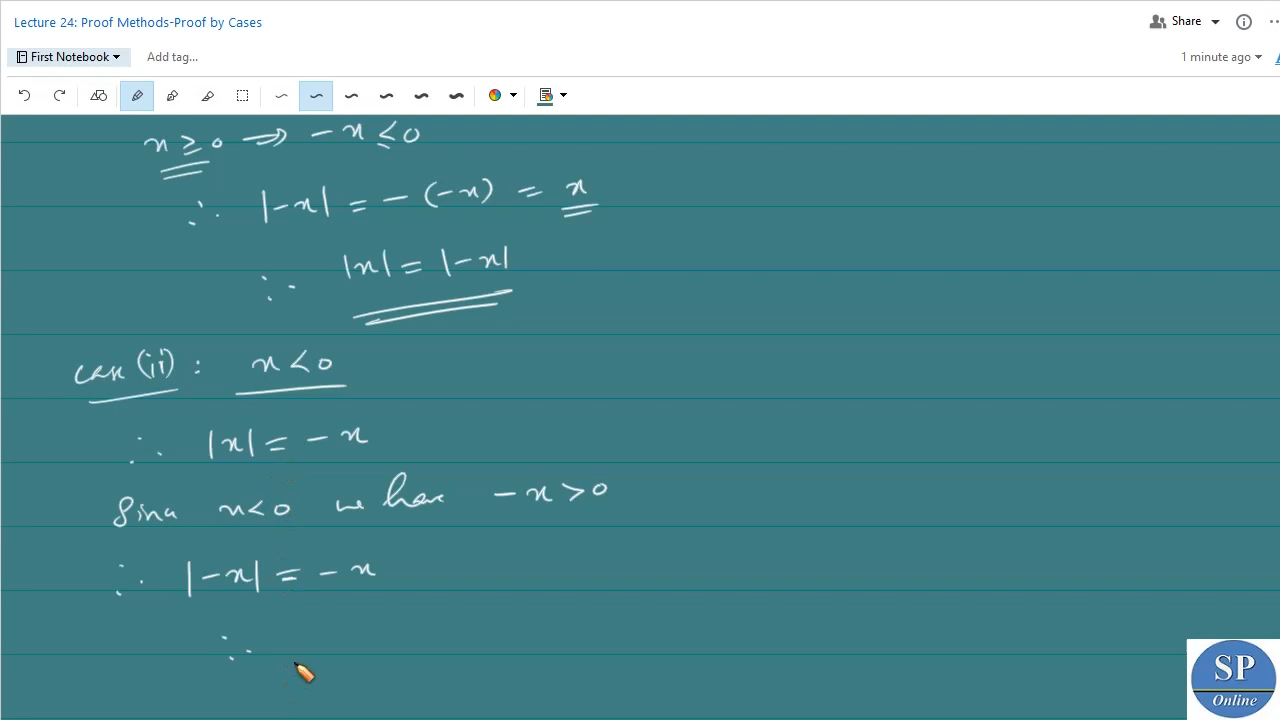 Lecture 24: Proof Methods-Proof by Cases
Share
First Notebook
Add tag...
1 minute ago
x ≥ 0 ⟹ -x ≤ 0
∴ |-x| = -(-x) = x
∴ |x| = |-x|
case (ii) : x < 0
∴ |x| = -x
Since x < 0 we have -x > 0
∴ |-x| = -x
∴
SP
Online